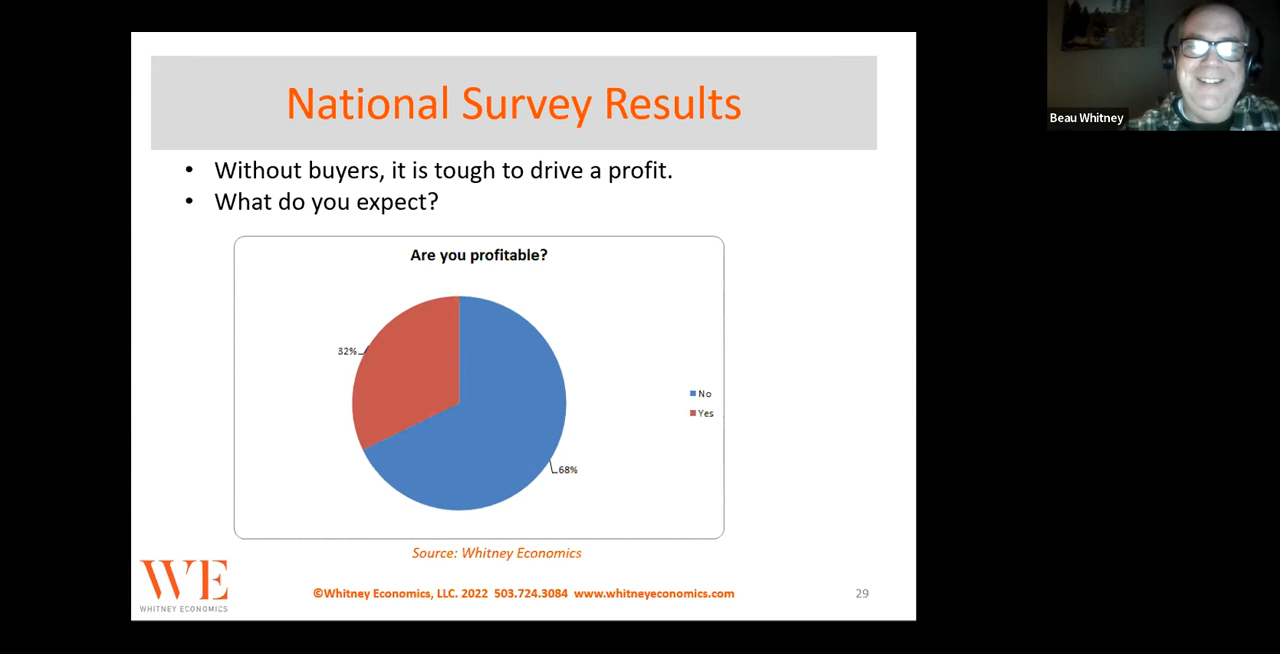 National Survey Results
• Without buyers, it is tough to drive a profit.
• What do you expect?
Are you profitable?
32%
68%
No
Yes
Source: Whitney Economics
WE
WHITNEY ECONOMICS
©Whitney Economics, LLC. 2022 503.724.3084 www.whitneyeconomics.com
29
Beau Whitney